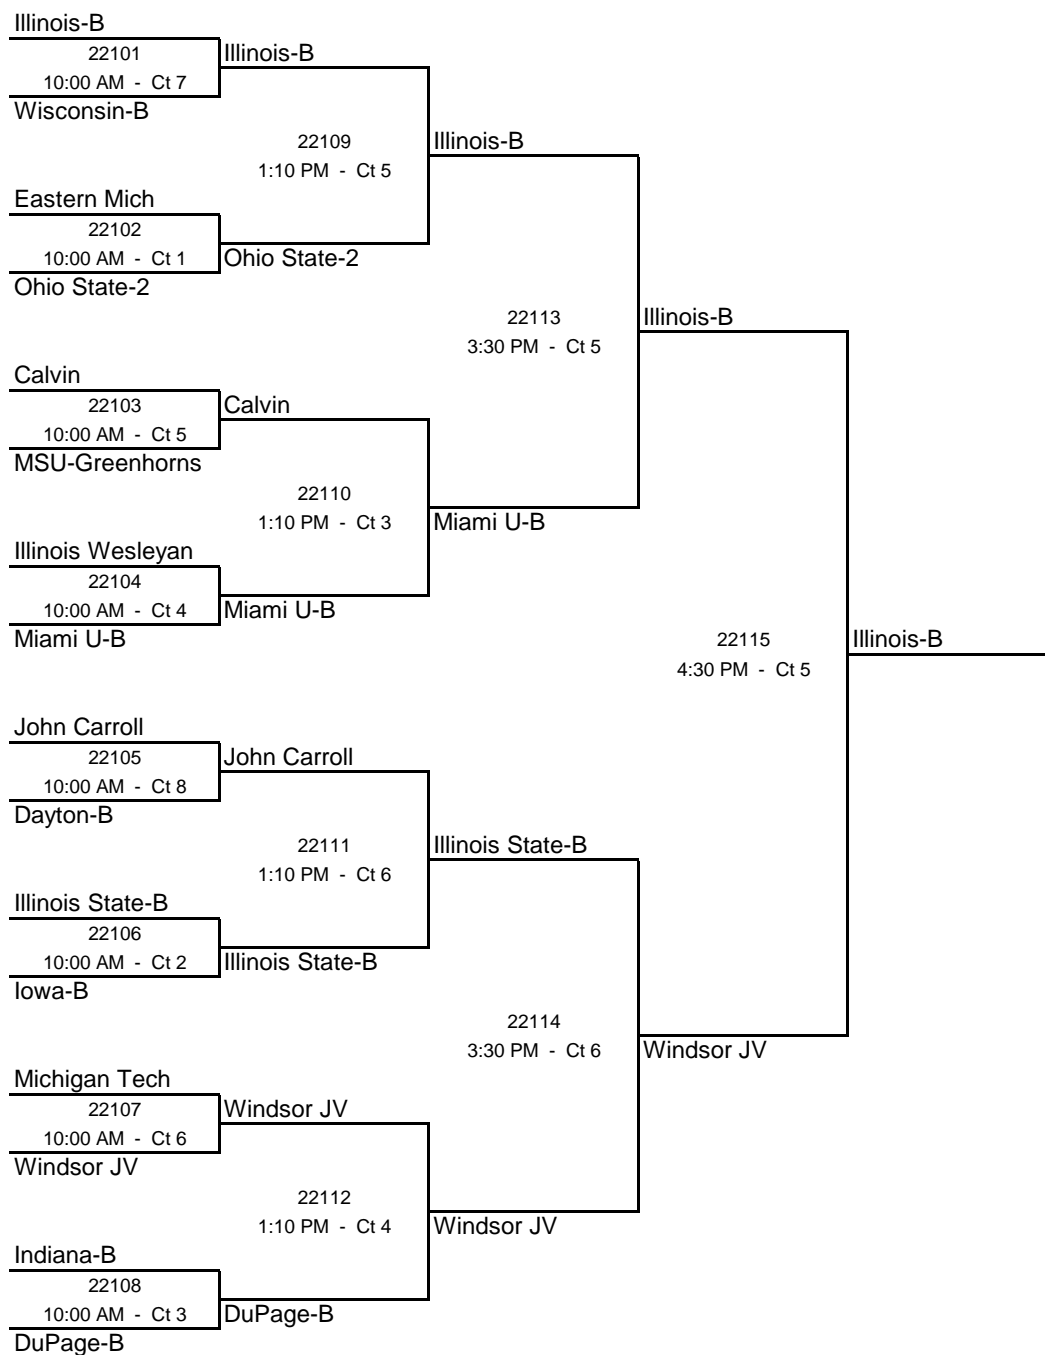 Illinois-B
22101
10:00 AM - Ct 7
Wisconsin-B
Illinois-B
22109
1:10 PM - Ct 5
Illinois-B
Eastern Mich
22102
10:00 AM - Ct 1
Ohio State-2
Ohio State-2
22113
3:30 PM - Ct 5
Illinois-B
Calvin
22103
10:00 AM - Ct 5
MSU-Greenhorns
Calvin
22110
1:10 PM - Ct 3
Miami U-B
Illinois Wesleyan
22104
10:00 AM - Ct 4
Miami U-B
Miami U-B
22115
4:30 PM - Ct 5
Illinois-B
John Carroll
22105
10:00 AM - Ct 8
Dayton-B
John Carroll
22111
1:10 PM - Ct 6
Illinois State-B
Illinois State-B
22106
10:00 AM - Ct 2
Iowa-B
Illinois State-B
22114
3:30 PM - Ct 6
Windsor JV
Michigan Tech
22107
10:00 AM - Ct 6
Windsor JV
Windsor JV
22112
1:10 PM - Ct 4
Windsor JV
Indiana-B
22108
10:00 AM - Ct 3
DuPage-B
DuPage-B